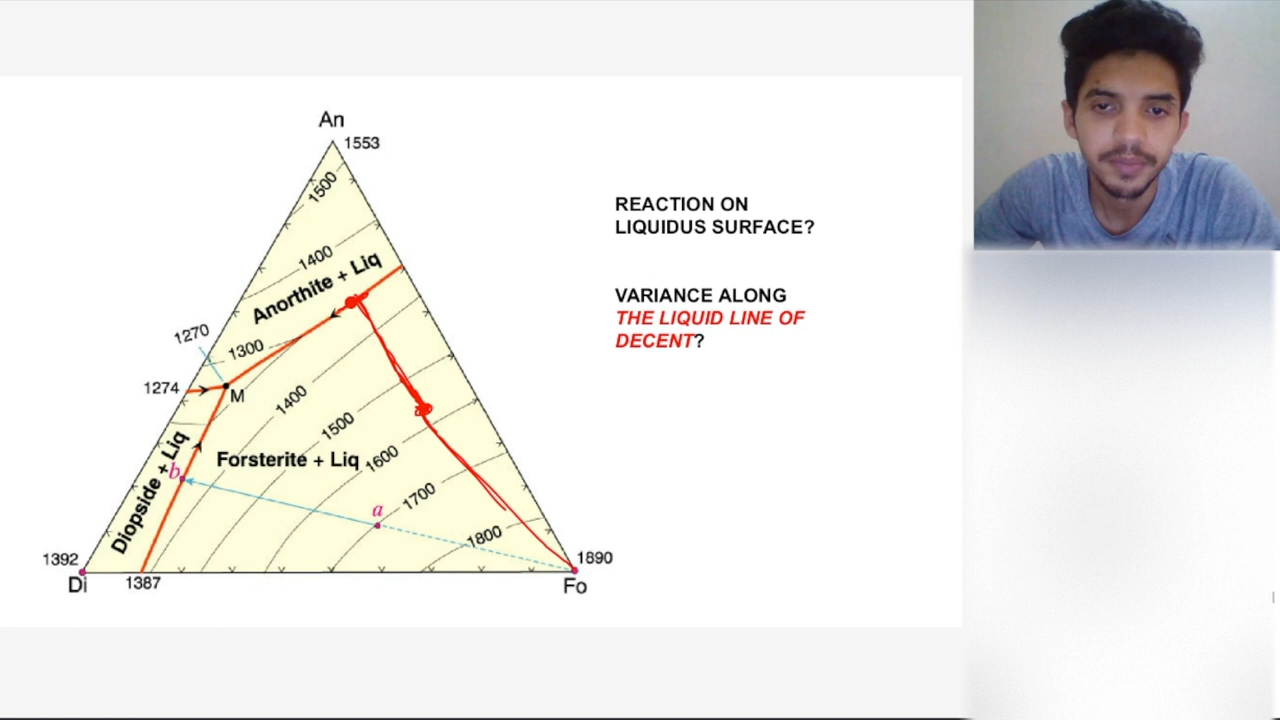 An
1553
1500
1400
Anorthite + Liq
1270
1300
1274
M
1400
1500
Diopside + Liq
b
Forsterite + Liq
1600
a
1700
1800
1392
1890
Di
1387
Fo
REACTION ON
LIQUIDUS SURFACE?
VARIANCE ALONG
THE LIQUID LINE OF
DECENT?